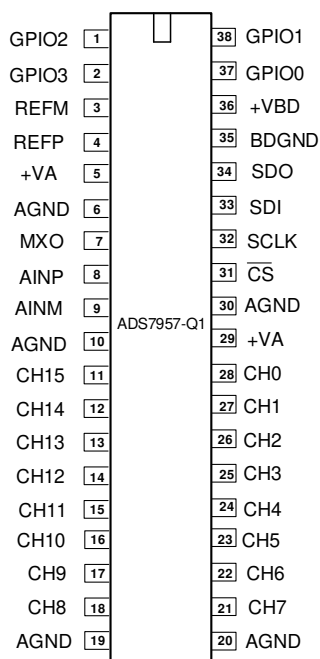 GPIO2 1 38 GPIO1
GPIO3 2 37 GPIO0
REFM 3 36 +VBD
REFP 4 35 BDGND
+VA 5 34 SDO
AGND 6 33 SDI
MXO 7 32 SCLK
AINP 8 31 CS
AINM 9 30 AGND
ADS7957-Q1
AGND 10 29 +VA
CH15 11 28 CH0
CH14 12 27 CH1
CH13 13 26 CH2
CH12 14 25 CH3
CH11 15 24 CH4
CH10 16 23 CH5
CH9 17 22 CH6
CH8 18 21 CH7
AGND 19 20 AGND